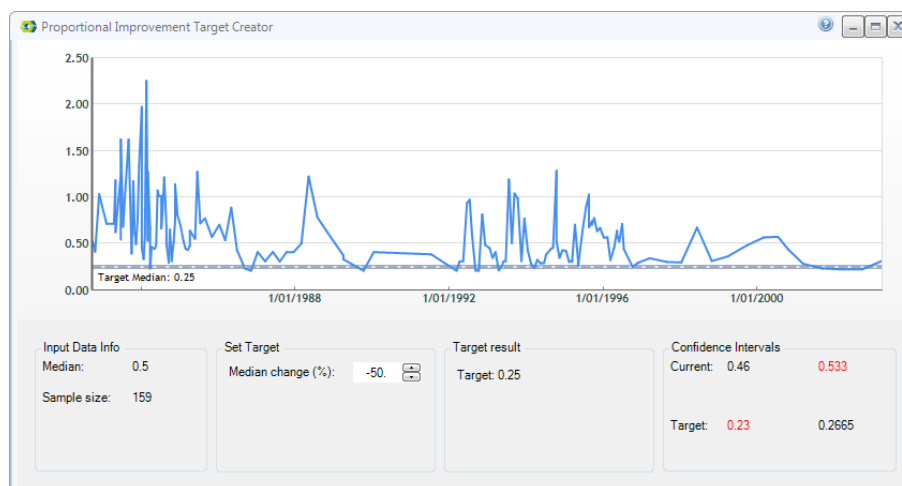 Proportional Improvement Target Creator
2.50
2.00
1.50
1.00
0.50
0.00
Target Median: 0.25
1/01/1988 1/01/1992 1/01/1996 1/01/2000
Input Data Info
Median: 0.5
Sample size: 159
Set Target
Median change (%): -50.
Target result
Target: 0.25
Confidence Intervals
Current: 0.46 0.533
Target: 0.23 0.2665